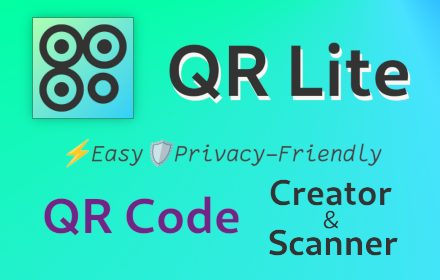 QR Lite
⚡Easy 🛡️Privacy-Friendly
QR Code
Creator
&
Scanner